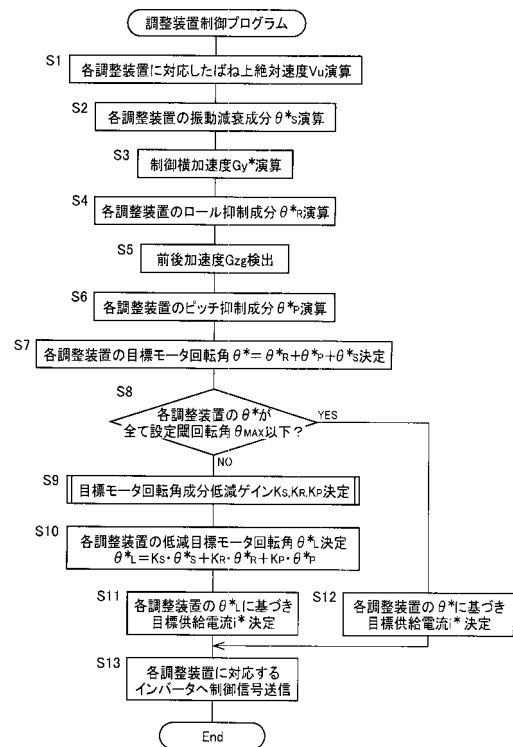 調整装置制御プログラム
S1
各調整装置に対応したばね上絶対速度Vu演算
S2
各調整装置の振動減衰成分θ*S演算
S3
制御横加速度Gy*演算
S4
各調整装置のロール抑制成分θ*R演算
S5
前後加速度Gzg検出
S6
各調整装置のピッチ抑制成分θ*P演算
S7
各調整装置の目標モータ回転角θ*=θ*R+θ*P+θ*S決定
S8
各調整装置のθ*が
全て設定閾回転角θMAX以下?
YES
NO
S9
目標モータ回転角成分低減ゲインKS,KR,KP決定
S10
各調整装置の低減目標モータ回転角θ*L決定
θ*L=KS・θ*S+KR・θ*R+KP・θ*P
S11
各調整装置のθ*Lに基づき
目標供給電流i*決定
S12
各調整装置のθ*に基づき
目標供給電流i*決定
S13
各調整装置に対応する
インバータへ制御信号送信
End